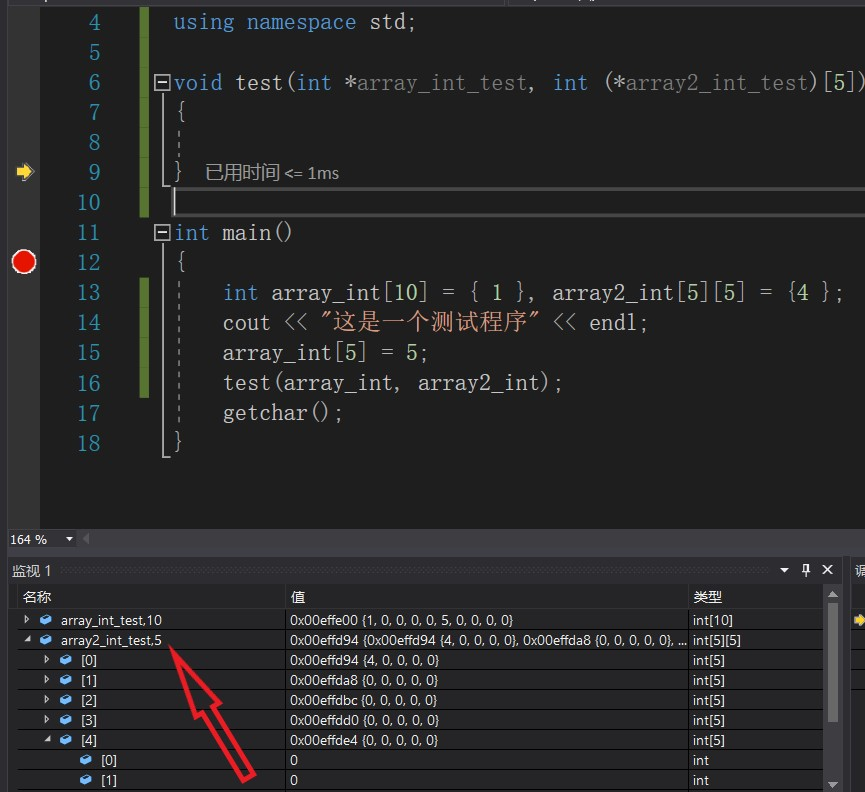 4 using namespace std;
5
6 void test(int *array_int_test, int (*array2_int_test)[5])
7 {
8
9 } 已用时间 <= 1ms
10
11 int main()
12 {
13 int array_int[10] = { 1 }, array2_int[5][5] = {4 };
14 cout << "这是一个测试程序" << endl;
15 array_int[5] = 5;
16 test(array_int, array2_int);
17 getchar();
18 }
164 %
监视 1
名称 值 类型
array_int_test,10 0x00effe00 {1, 0, 0, 0, 0, 5, 0, 0, 0, 0} int[10]
array2_int_test,5 0x00effd94 {0x00effd94 {4, 0, 0, 0, 0}, 0x00effda8 {0, 0, 0, 0, 0}, ... int[5][5]
[0] 0x00effd94 {4, 0, 0, 0, 0} int[5]
[1] 0x00effda8 {0, 0, 0, 0, 0} int[5]
[2] 0x00effdbc {0, 0, 0, 0, 0} int[5]
[3] 0x00effdd0 {0, 0, 0, 0, 0} int[5]
[4] 0x00effde4 {0, 0, 0, 0, 0} int[5]
[0] 0 int
[1] 0 int